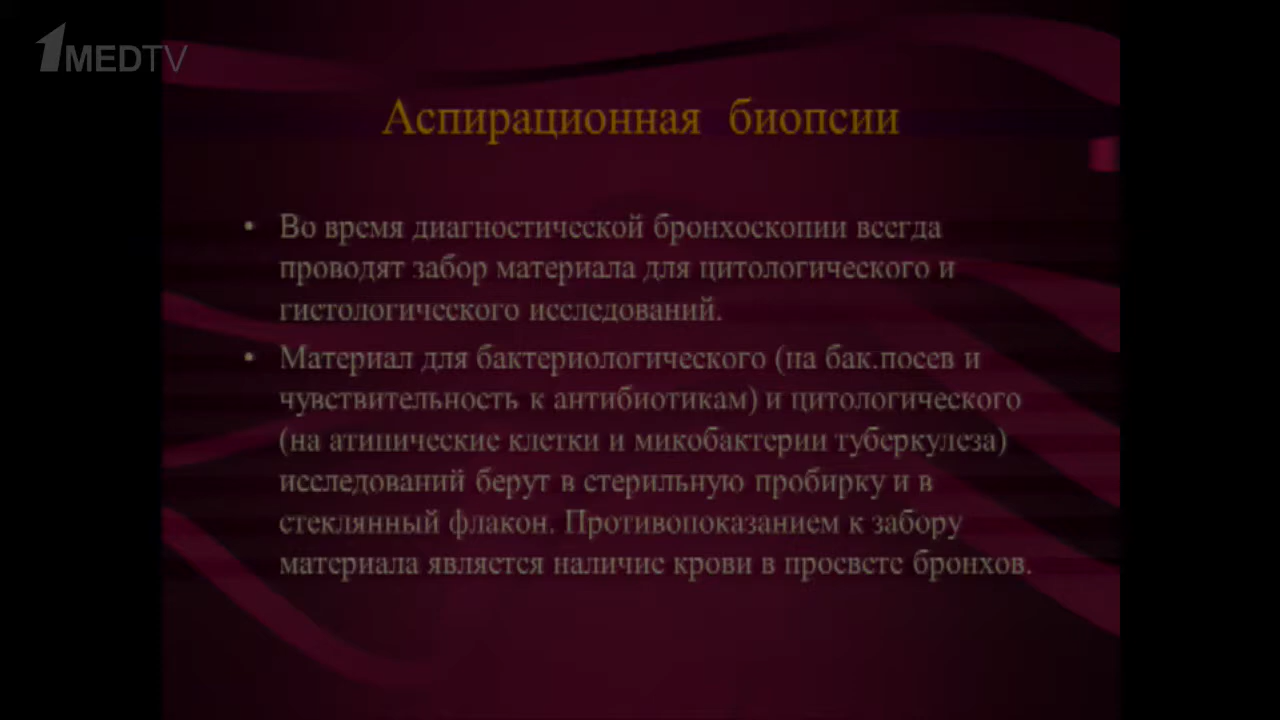 1MEDTV
Аспирационная биопсии
• Во время диагностической бронхоскопии всегда
проводят забор материала для цитологического и
гистологического исследований.
• Материал для бактериологического (на бак.посев и
чувствительность к антибиотикам) и цитологического
(на атипические клетки и микобактерии туберкулеза)
исследований берут в стерильную пробирку и в
стеклянный флакон. Противопоказанием к забору
материала является наличие крови в просвете бронхов.